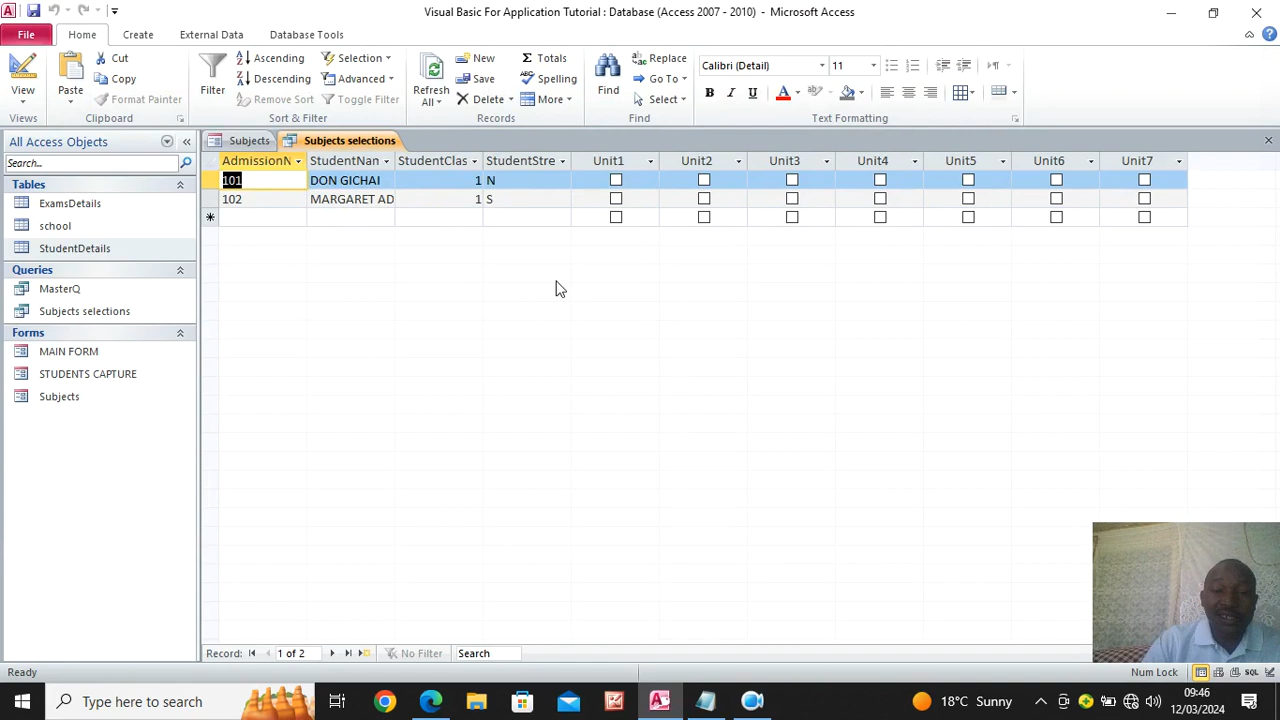 Visual Basic For Application Tutorial : Database (Access 2007 - 2010) - Microsoft Access
File Home Create External Data Database Tools
View Paste Cut Copy Format Painter Filter Ascending Descending Remove Sort Selection Advanced Toggle Filter Refresh All New Save Delete Totals Spelling More Find Replace Go To Select Calibri (Detail) 11 B I U A
Views Clipboard Sort & Filter Records Find Text Formatting
All Access Objects Subjects Subjects selections
Search... AdmissionN StudentNan StudentClas StudentStre Unit1 Unit2 Unit3 Unit4 Unit5 Unit6 Unit7
Tables 101 DON GICHAI 1 N
ExamsDetails 102 MARGARET AD 1 S
school
StudentDetails
Queries
MasterQ
Subjects selections
Forms
MAIN FORM
STUDENTS CAPTURE
Subjects
Record: 1 of 2 No Filter Search
Ready Num Lock SQL
Type here to search 18°C Sunny 09:46
12/03/2024